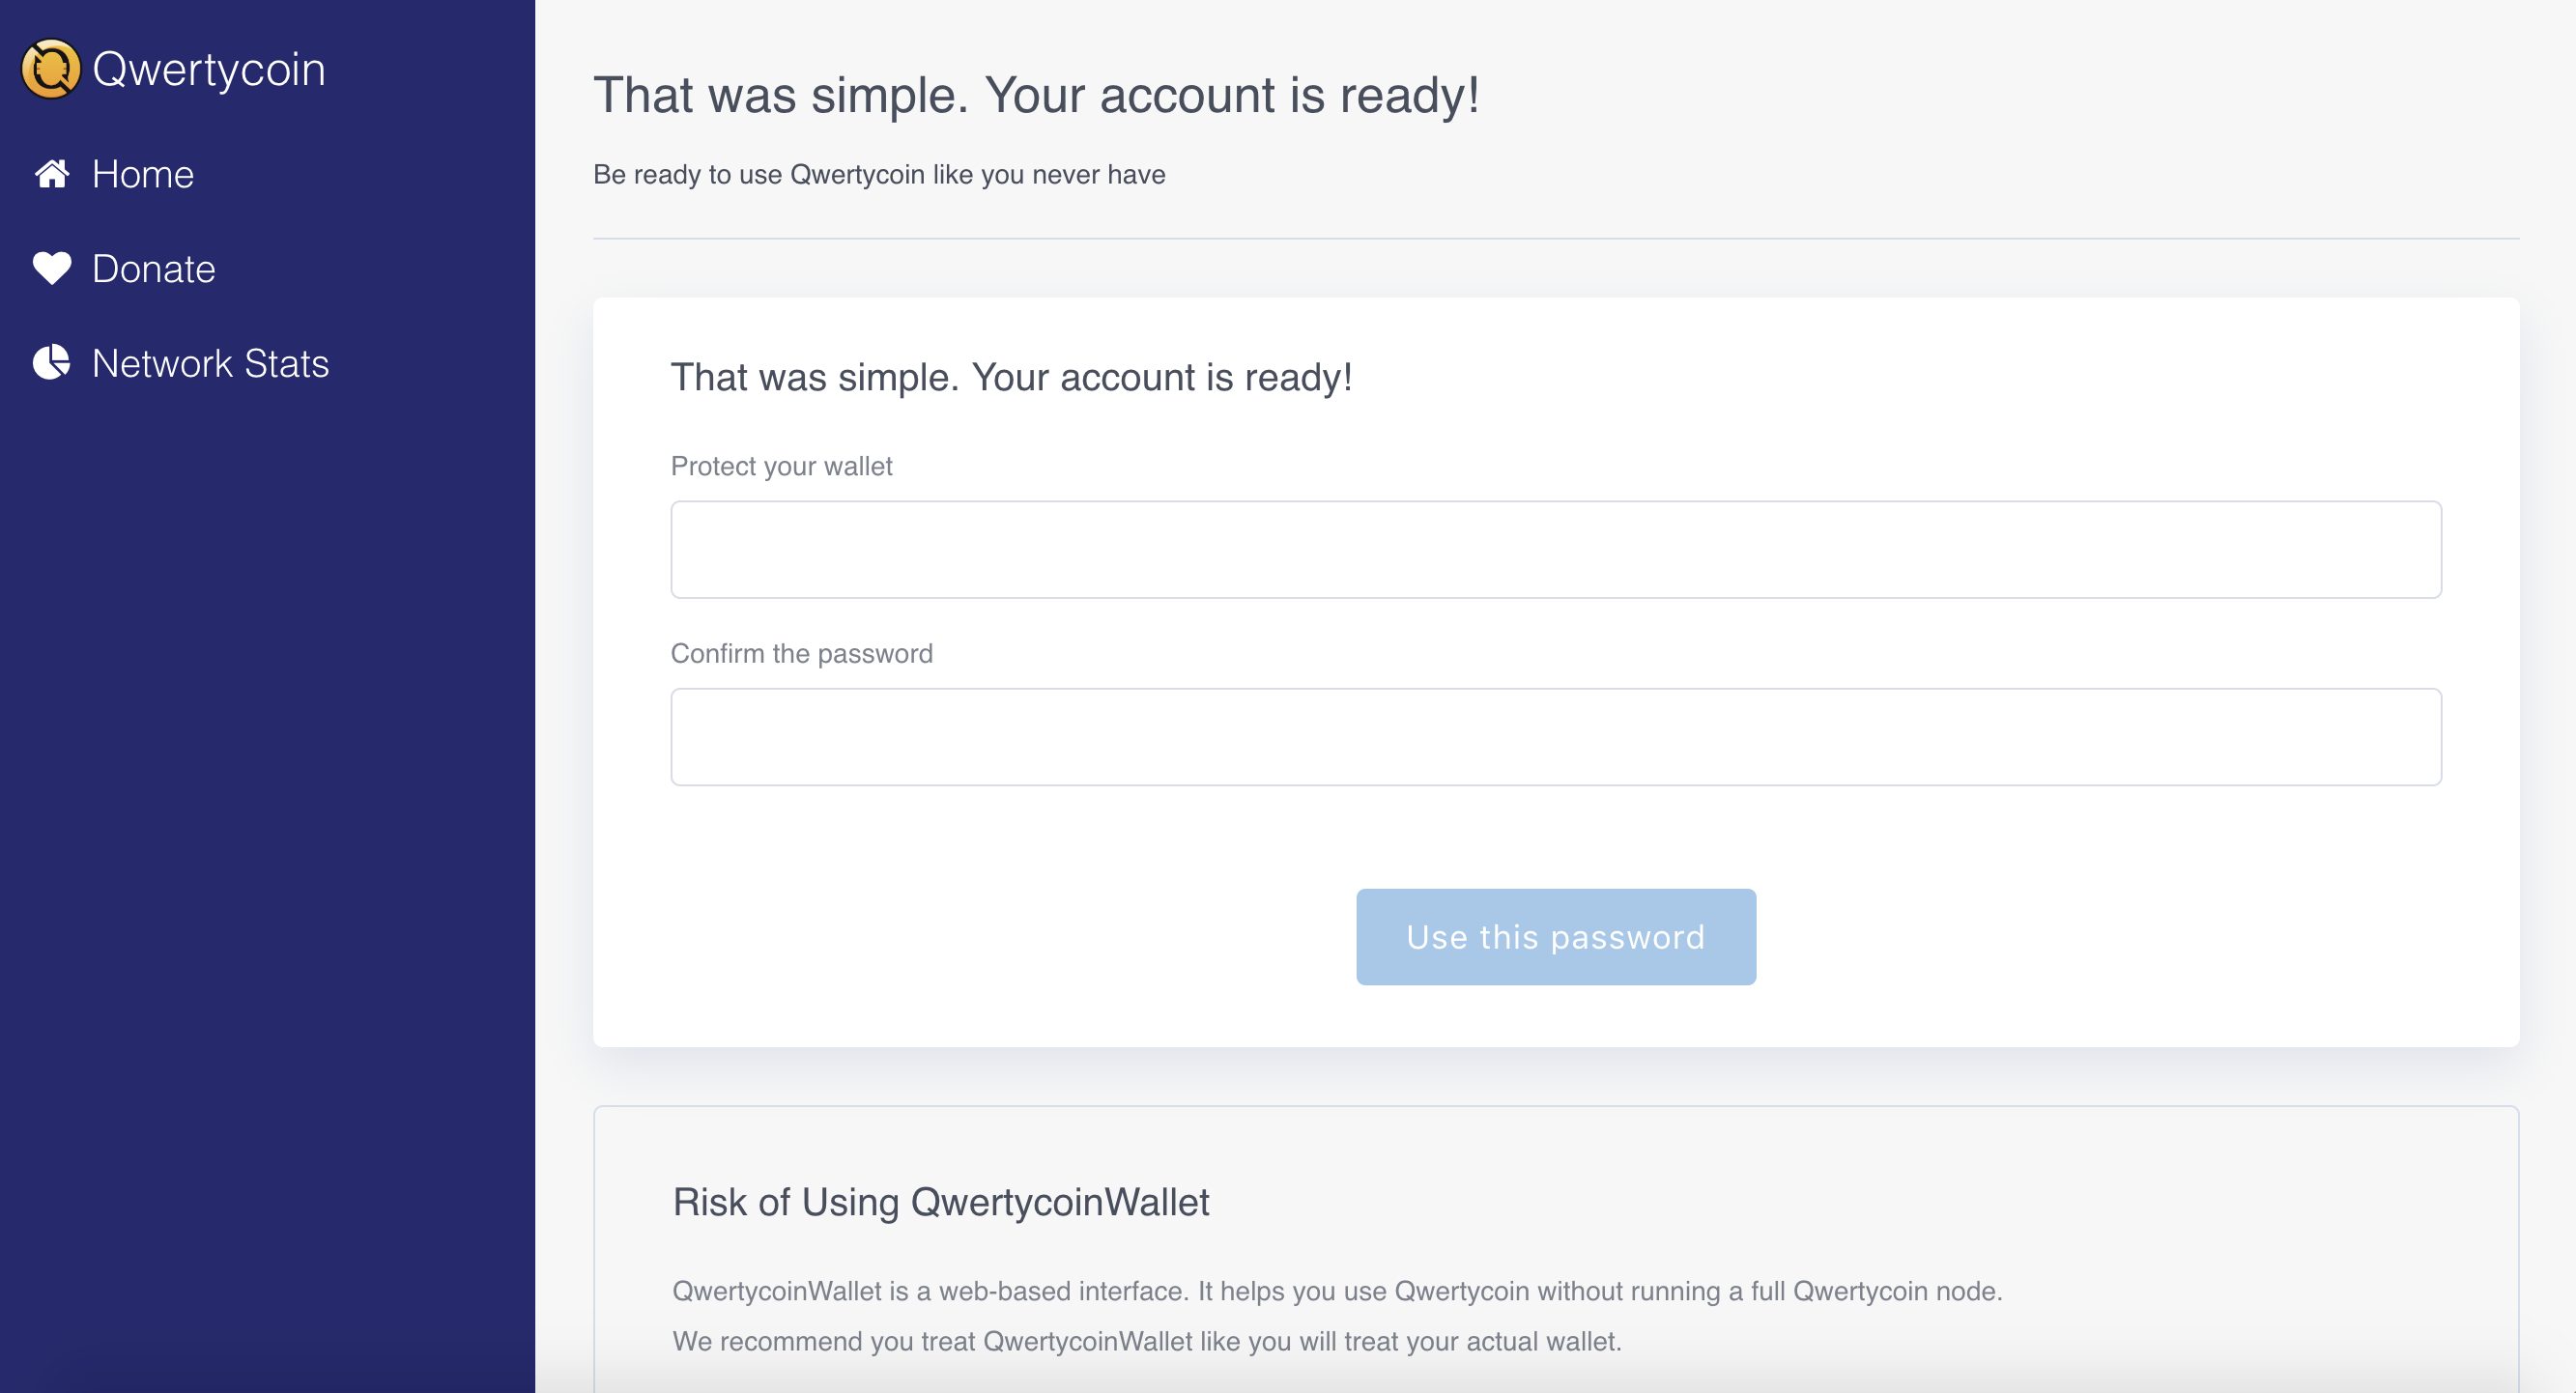 Qwertycoin
Home
Donate
Network Stats
That was simple. Your account is ready!
Be ready to use Qwertycoin like you never have
That was simple. Your account is ready!
Protect your wallet
Confirm the password
Use this password
Risk of Using QwertycoinWallet
QwertycoinWallet is a web-based interface. It helps you use Qwertycoin without running a full Qwertycoin node.
We recommend you treat QwertycoinWallet like you will treat your actual wallet.